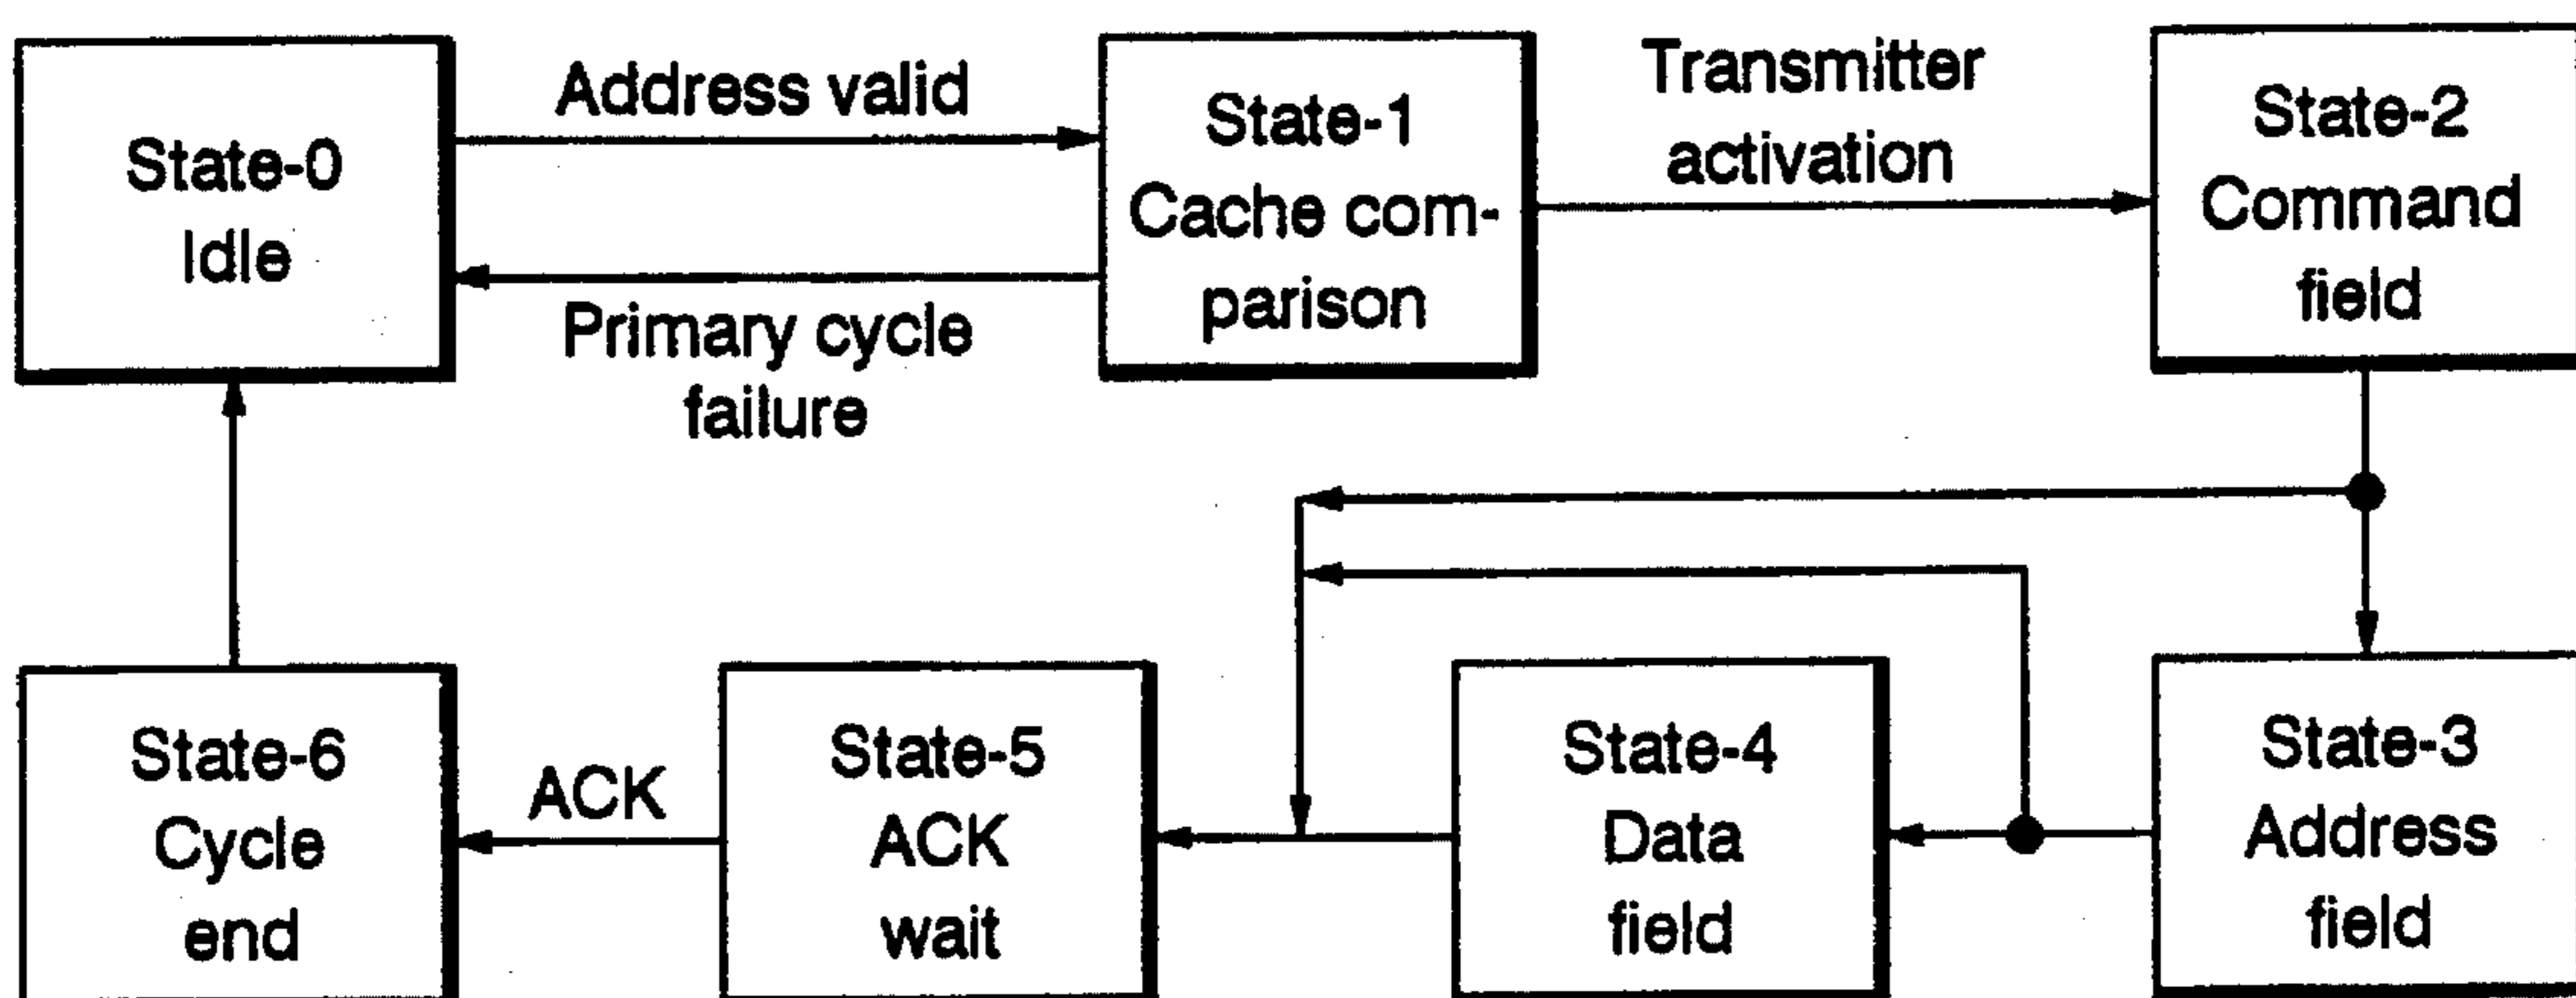 State-0
Idle
Address valid
Primary cycle
failure
State-1
Cache com-
parison
Transmitter
activation
State-2
Command
field
State-6
Cycle
end
ACK
State-5
ACK
wait
State-4
Data
field
State-3
Address
field